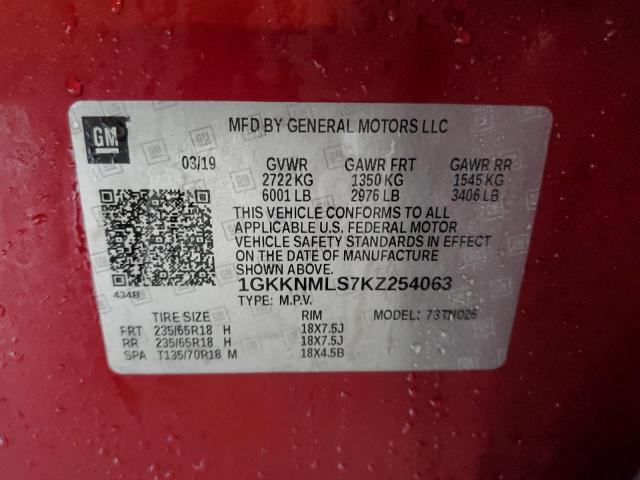 GM
MFD BY GENERAL MOTORS LLC
03/19 GVWR GAWR FRT GAWR RR
2722 KG 1350 KG 1545 KG
6001 LB 2976 LB 3406 LB
THIS VEHICLE CONFORMS TO ALL
APPLICABLE U.S. FEDERAL MOTOR
VEHICLE SAFETY STANDARDS IN EFFECT
ON THE DATE OF MANUFACTURE
SHOWN ABOVE.
434B
1GKKNMLS7KZ254063
TYPE: M.P.V. MODEL: 73TNO26
TIRE SIZE RIM
FRT 235/65R18 H 18X7.5J
RR 235/65R18 H 18X7.5J
SPA T135/70R18 M 18X4.5B